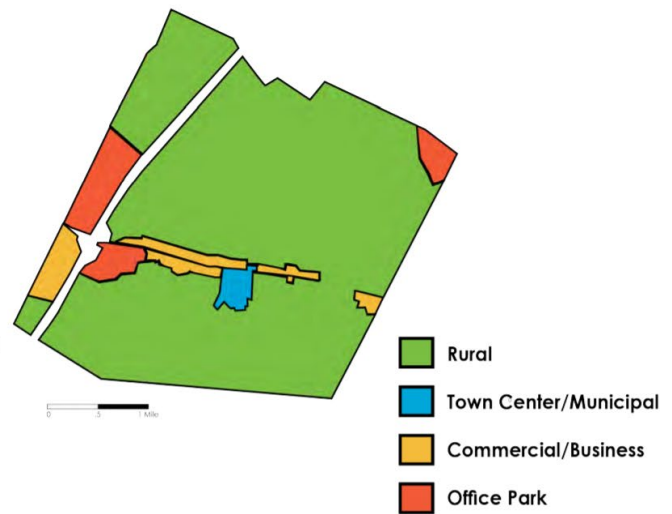 0 .5 1 Mile
Rural
Town Center/Municipal
Commercial/Business
Office Park